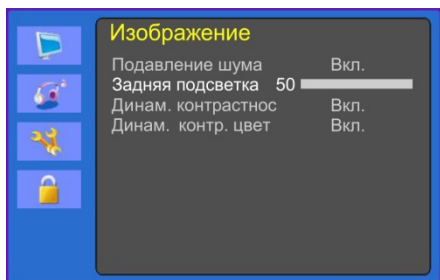 Изображение
Подавление шума Вкл.
Задняя подсветка 50
Динам. контрастнос Вкл.
Динам. контр. цвет Вкл.